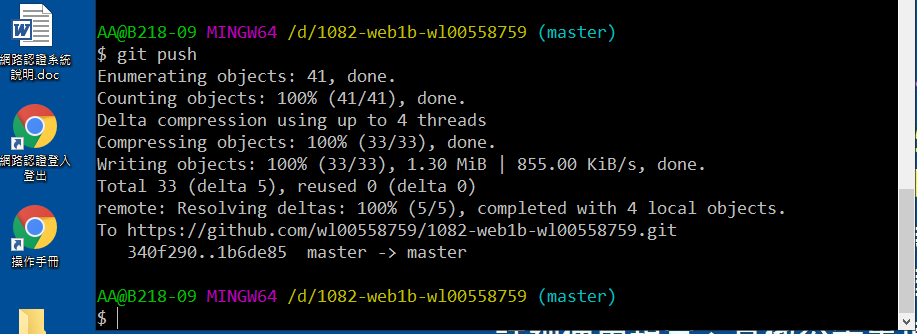 網路認證系統
說明.doc
網路認證登入
登出
操作手冊
AA@B218-09 MINGW64 /d/1082-web1b-wl00558759 (master)
$ git push
Enumerating objects: 41, done.
Counting objects: 100% (41/41), done.
Delta compression using up to 4 threads
Compressing objects: 100% (33/33), done.
Writing objects: 100% (33/33), 1.30 MiB | 855.00 KiB/s, done.
Total 33 (delta 5), reused 0 (delta 0)
remote: Resolving deltas: 100% (5/5), completed with 4 local objects.
To https://github.com/wl00558759/1082-web1b-wl00558759.git
340f290..1b6de85 master -> master
AA@B218-09 MINGW64 /d/1082-web1b-wl00558759 (master)
$